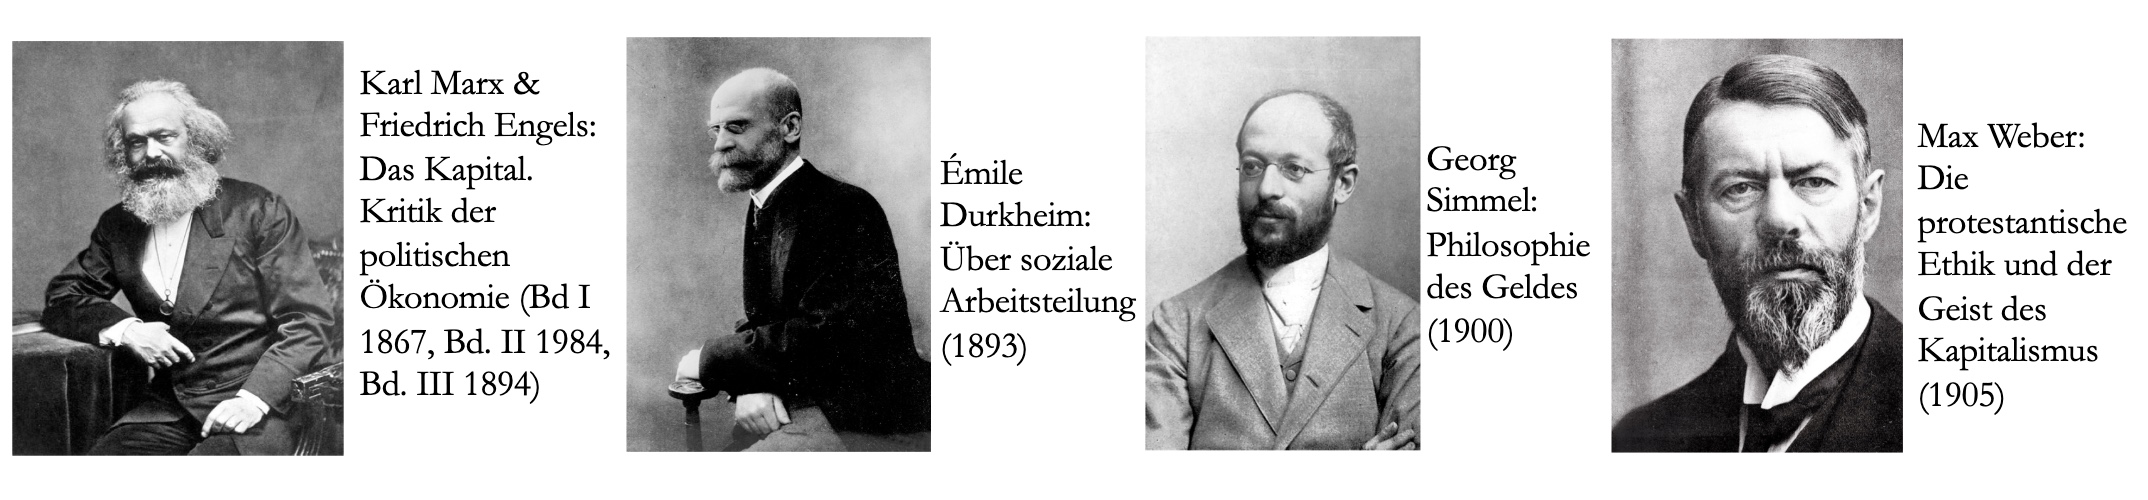 Karl Marx &
Friedrich Engels:
Das Kapital.
Kritik der
politischen
Ökonomie (Bd I
1867, Bd. II 1984,
Bd. III 1894)
Émile
Durkheim:
Über soziale
Arbeitsteilung
(1893)
Georg
Simmel:
Philosophie
des Geldes
(1900)
Max Weber:
Die
protestantische
Ethik und der
Geist des
Kapitalismus
(1905)